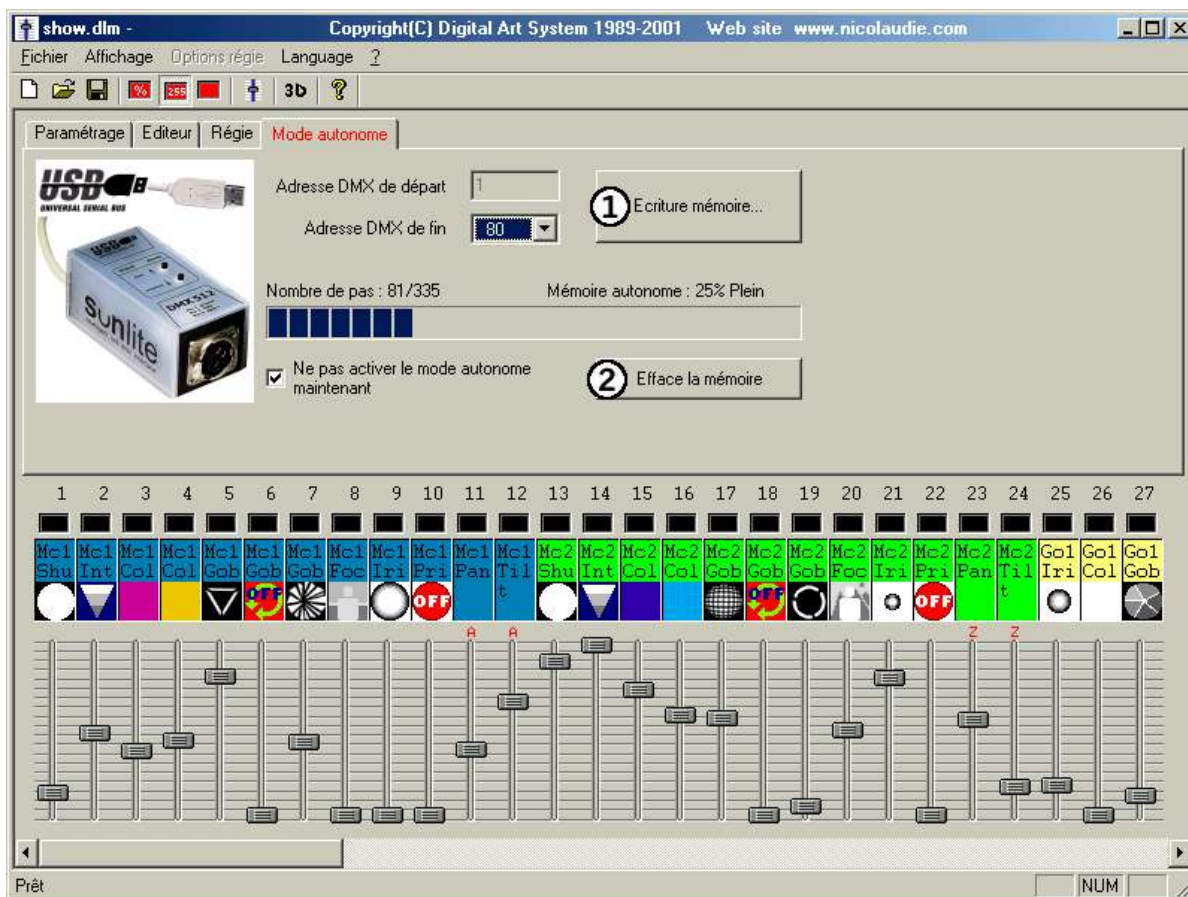 show.dlm - Copyright(C) Digital Art System 1989-2001 Web site www.nicolaudie.com
Fichier Affichage Options régie Language ?
% 255 3D ?
Paramétrage Editeur Régie Mode autonome
USB
UNIVERSAL SERIAL BUS
USB
DMX512
Sunlite
Adresse DMX de départ 1
1 Ecriture mémoire...
Adresse DMX de fin 80
Nombre de pas : 81/335 Mémoire autonome : 25% Plein
Ne pas activer le mode autonome
maintenant
2 Efface la mémoire
1 2 3 4 5 6 7 8 9 10 11 12 13 14 15 16 17 18 19 20 21 22 23 24 25 26 27
Mc1 Mc1 Mc1 Mc1 Mc1 Mc1 Mc1 Mc1 Mc1 Mc1 Mc1 Mc1 Mc2 Mc2 Mc2 Mc2 Mc2 Mc2 Mc2 Mc2 Mc2 Mc2 Mc2 Mc2 Go1 Go1 Go1
Shu Int Col Col Gob Gob Gob Foc Iri Pri Pan Til Shu Int Col Col Gob Gob Gob Foc Iri Pri Pan Til Iri Col Gob
OFF OFF t OFF OFF t
A A Z Z
Prêt NUM